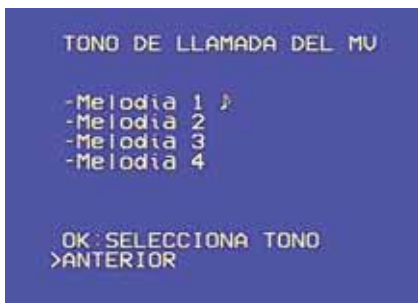 TONO DE LLAMADA DEL MV
-Melodia 1 ♪
-Melodia 2
-Melodia 3
-Melodia 4
OK:SELECCIONA TONO
>ANTERIOR